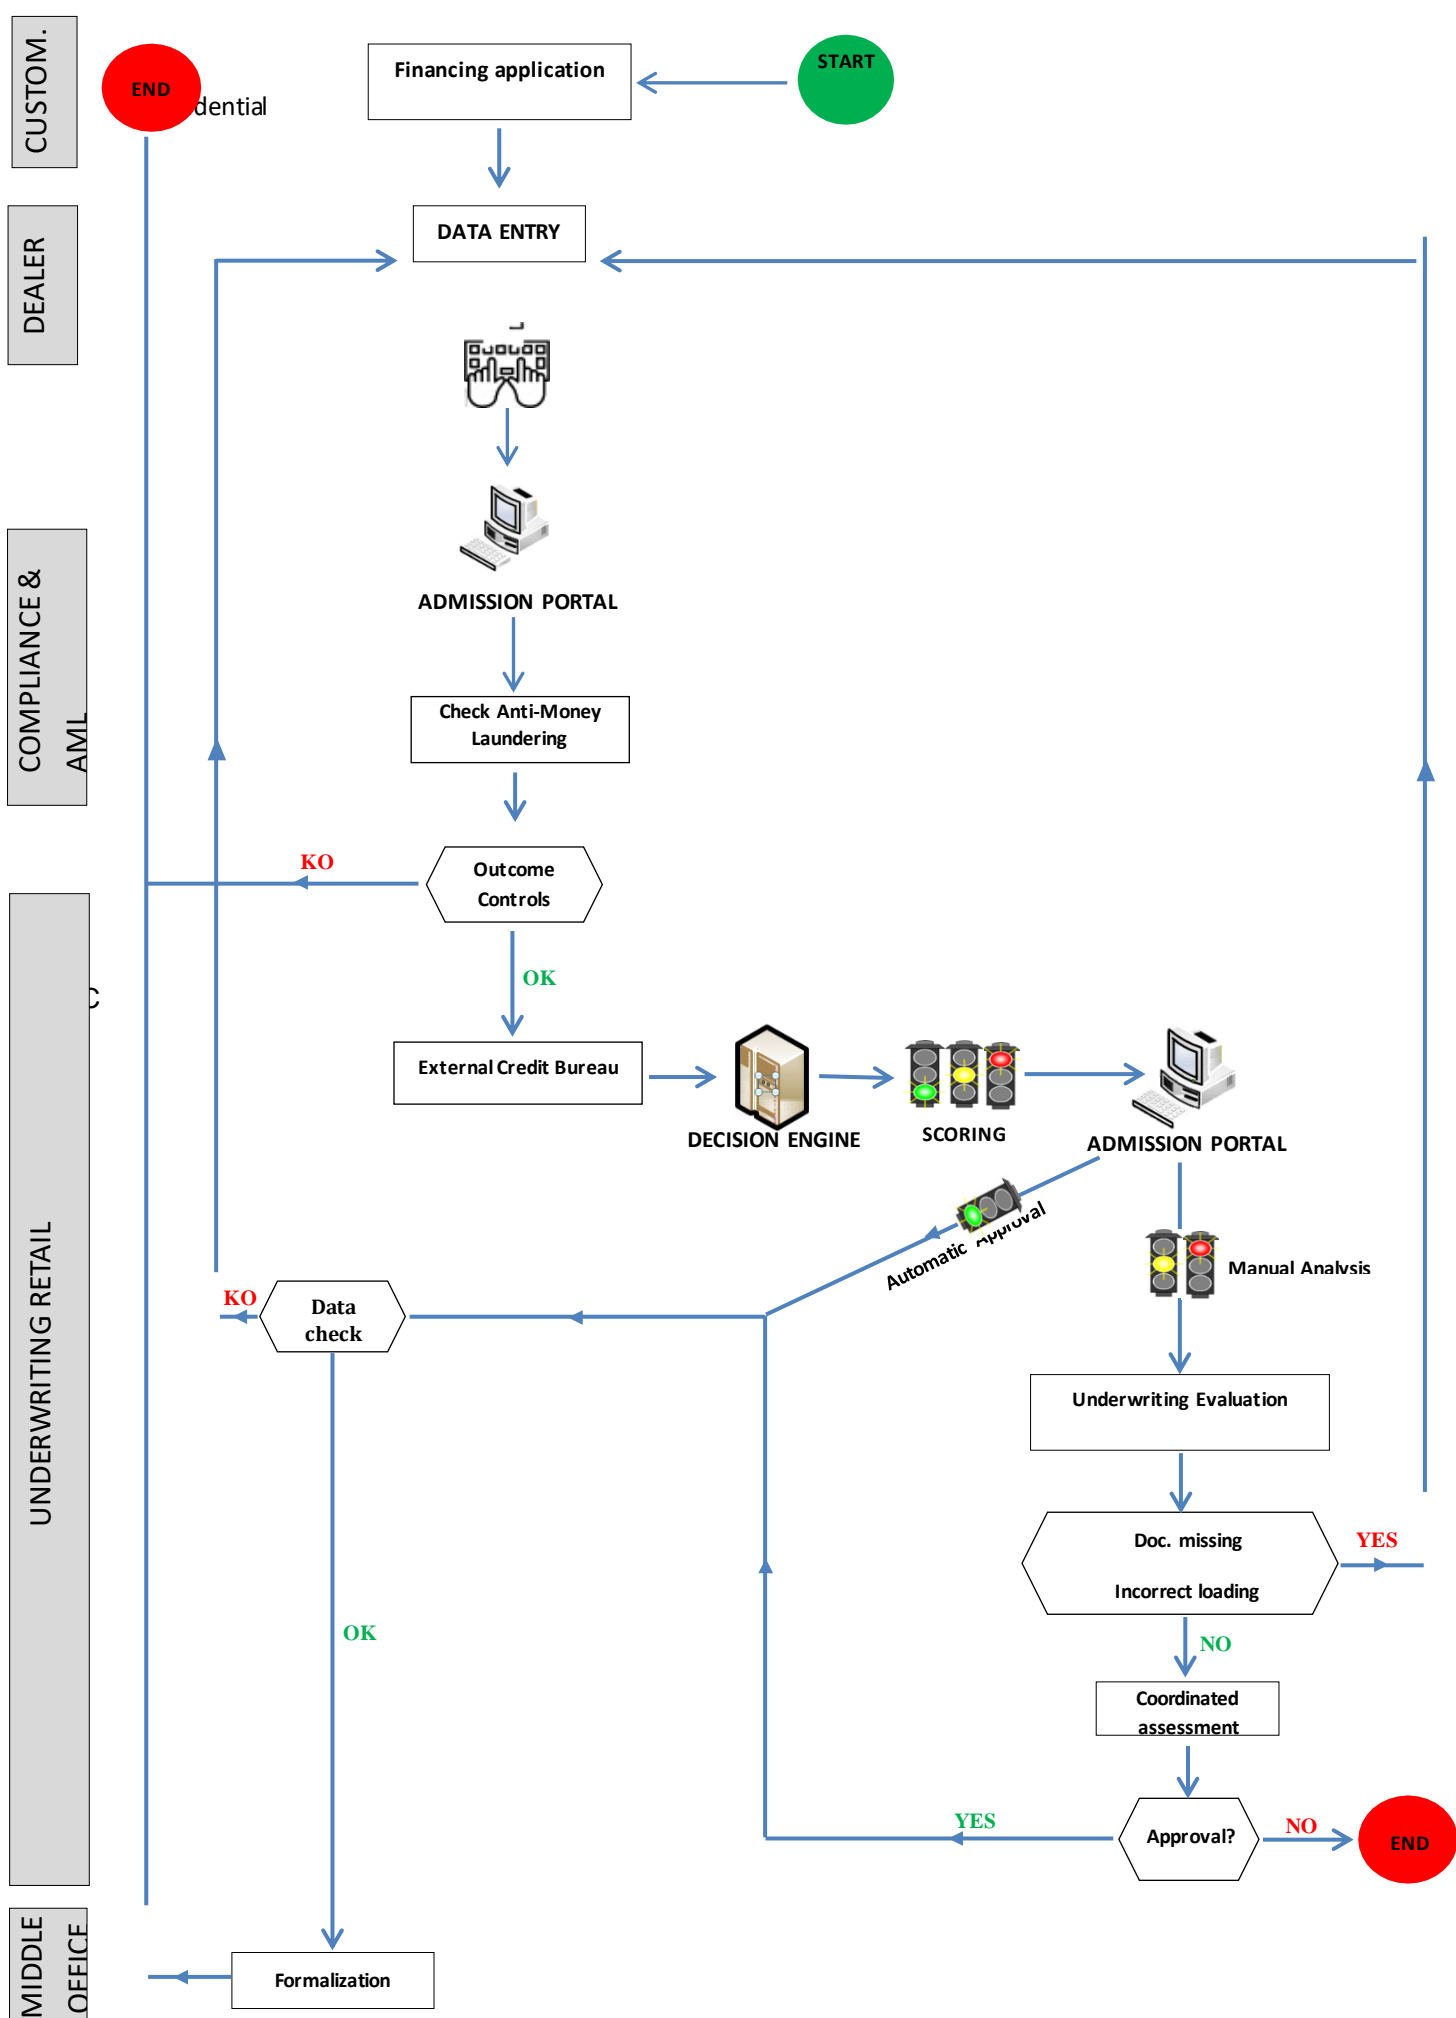 CUSTOM.
END
dential
Financing application
START
DEALER
DATA ENTRY
COMPLIANCE &
AML
ADMISSION PORTAL
Check Anti-Money
Laundering
KO
Outcome
Controls
OK
UNDERWRITING RETAIL
External Credit Bureau
DECISION ENGINE
SCORING
ADMISSION PORTAL
Automatic Approval
Manual Analysis
KO
Data
check
Underwriting Evaluation
Doc. missing
Incorrect loading
YES
OK
NO
Coordinated
assessment
YES
Approval?
NO
END
MIDDLE
OFFICE
Formalization